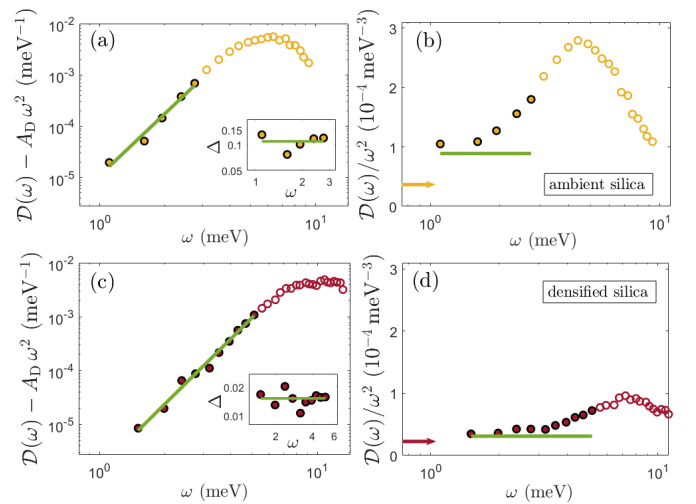 (a)
𝒟(ω) − A_D ω² (meV⁻¹)
10⁻²
10⁻³
10⁻⁴
10⁻⁵
Δ
0.15
0.10
0.05
1 2 3
ω
10⁰ 10¹
ω (meV)
(b)
𝒟(ω)/ω² (10⁻⁴ meV⁻³)
3
2
1
0
ambient silica
10⁰ 10¹
ω (meV)
(c)
𝒟(ω) − A_D ω² (meV⁻¹)
10⁻²
10⁻³
10⁻⁴
10⁻⁵
Δ
0.02
0.01
2 4 6
ω
10⁰ 10¹
ω (meV)
(d)
𝒟(ω)/ω² (10⁻⁴ meV⁻³)
3
2
1
0
densified silica
10⁰ 10¹
ω (meV)